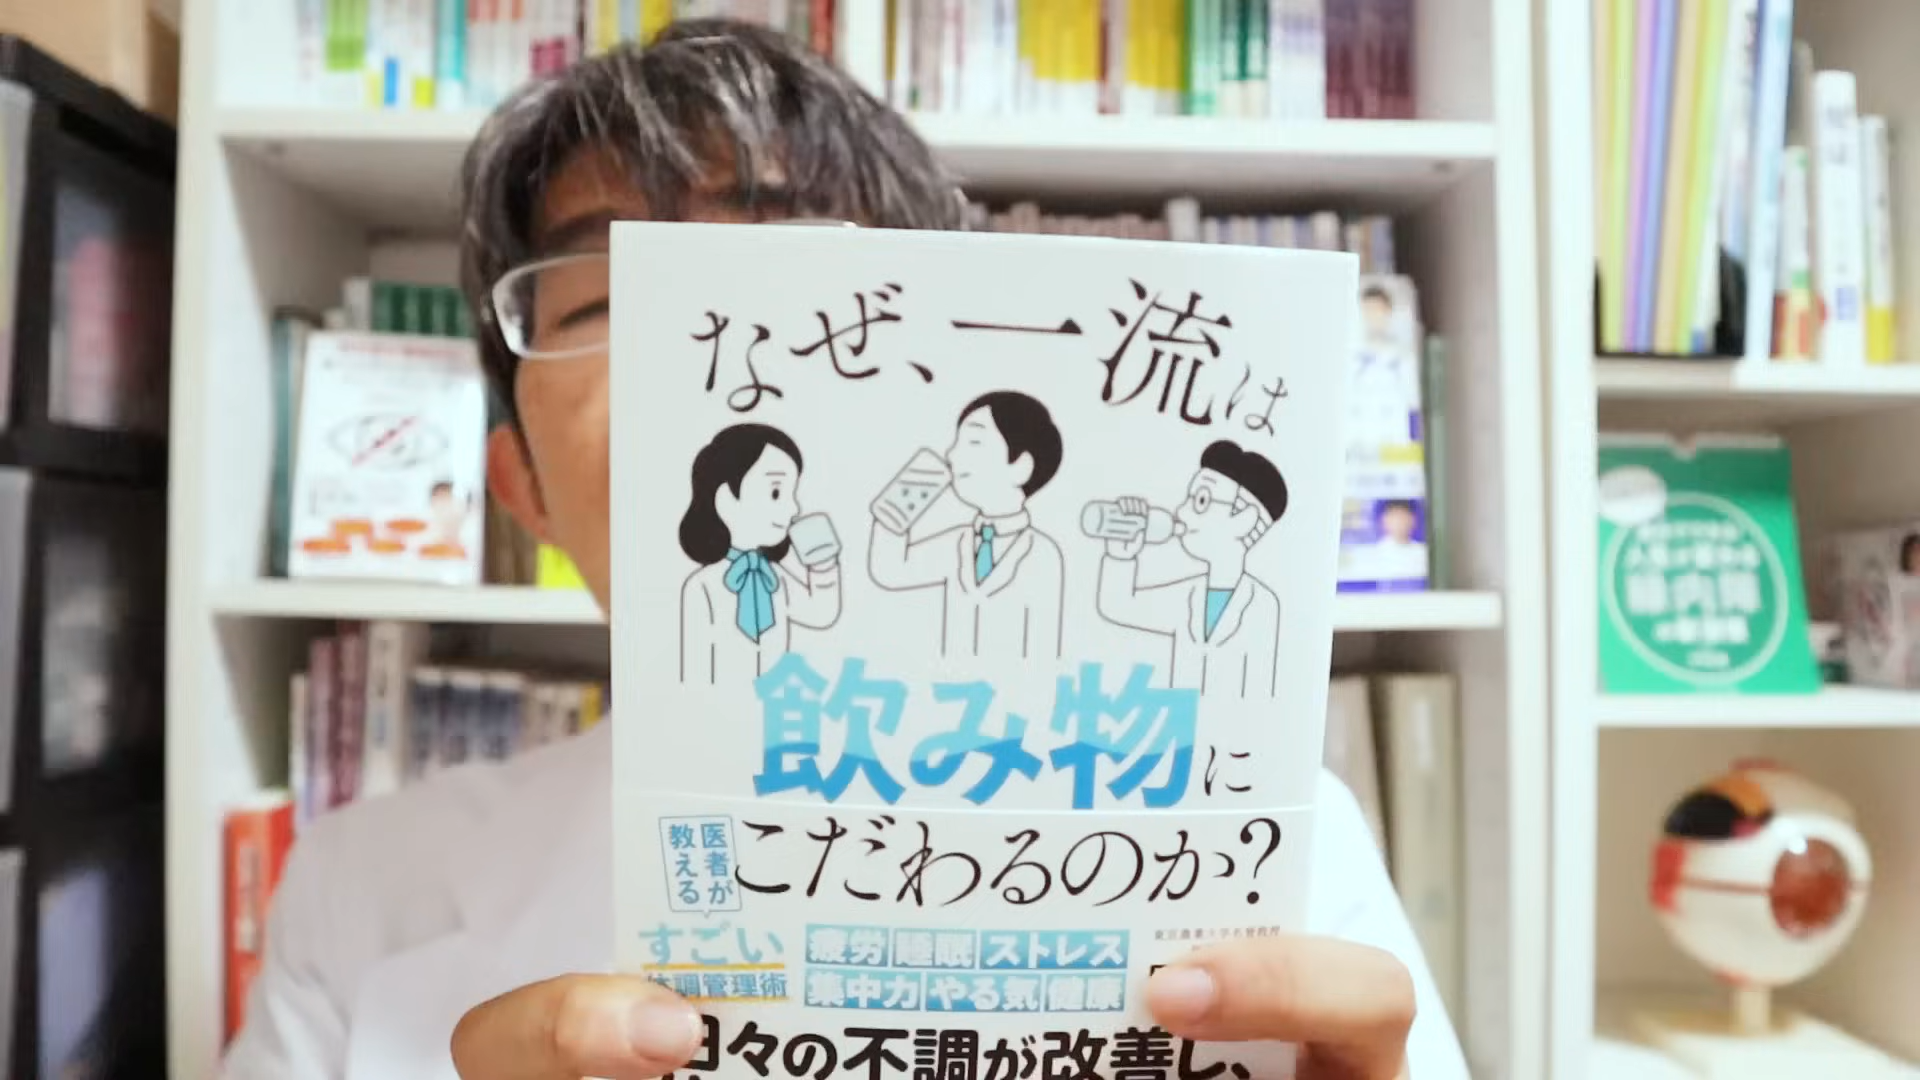 なぜ、一流は
飲み物に
こだわるのか?
医者が
教える
すごい
体調管理術
疲労 睡眠 ストレス
集中力 やる気 健康
日々の不調が改善し、